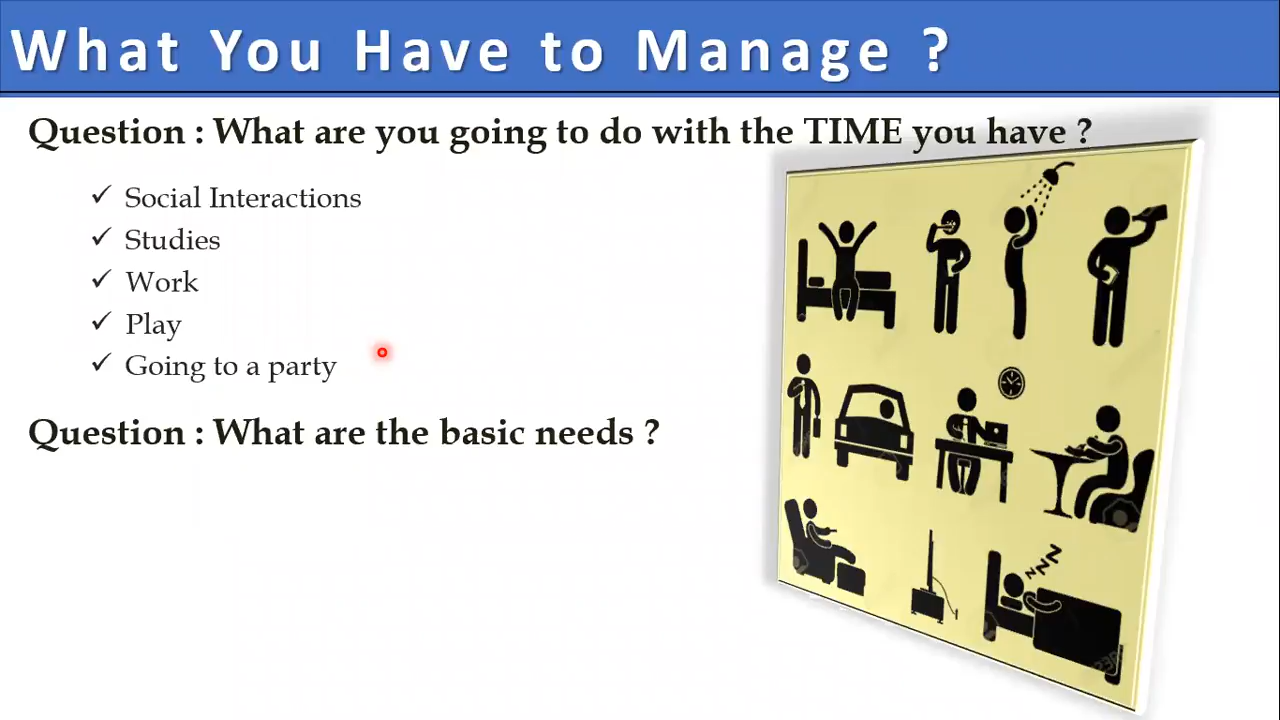 What You Have to Manage ?
Question : What are you going to do with the TIME you have ?
✓ Social Interactions
✓ Studies
✓ Work
✓ Play
✓ Going to a party
Question : What are the basic needs ?
zzz